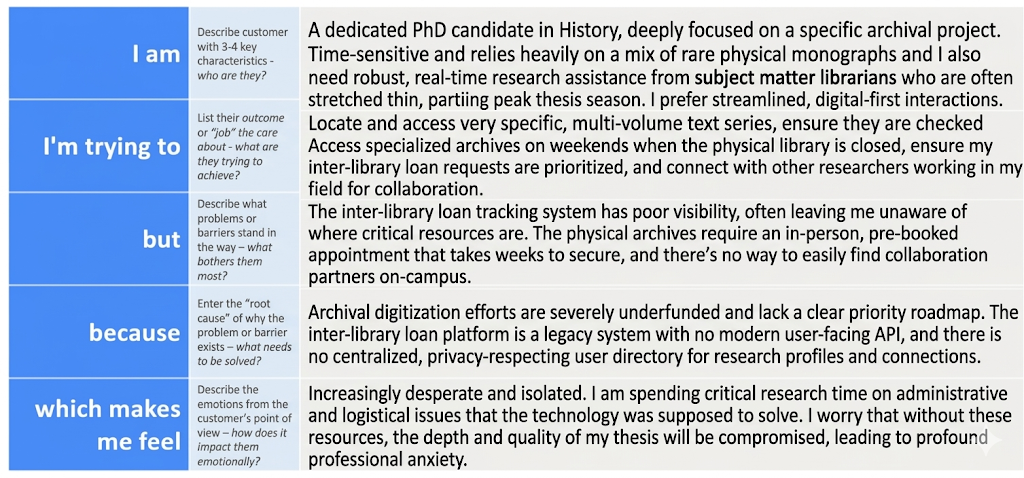 I am
Describe customer
with 3-4 key
characteristics -
who are they?
A dedicated PhD candidate in History, deeply focused on a specific archival project.
Time-sensitive and relies heavily on a mix of rare physical monographs and I also
need robust, real-time research assistance from subject matter librarians who are often
stretched thin, partiing peak thesis season. I prefer streamlined, digital-first interactions.
I'm trying to
List their outcome
or "job" the care
about - what are
they trying to
achieve?
Locate and access very specific, multi-volume text series, ensure they are checked
Access specialized archives on weekends when the physical library is closed, ensure my
inter-library loan requests are prioritized, and connect with other researchers working in my
field for collaboration.
but
Describe what
problems or
barriers stand in
the way – what
bothers them
most?
The inter-library loan tracking system has poor visibility, often leaving me unaware of
where critical resources are. The physical archives require an in-person, pre-booked
appointment that takes weeks to secure, and there's no way to easily find collaboration
partners on-campus.
because
Enter the "root
cause" of why the
problem or barrier
exists – what needs
to be solved?
Archival digitization efforts are severely underfunded and lack a clear priority roadmap. The
inter-library loan platform is a legacy system with no modern user-facing API, and there is
no centralized, privacy-respecting user directory for research profiles and connections.
which makes
me feel
Describe the
emotions from the
customer's point of
view – how does it
impact them
emotionally?
Increasingly desperate and isolated. I am spending critical research time on administrative
and logistical issues that the technology was supposed to solve. I worry that without these
resources, the depth and quality of my thesis will be compromised, leading to profound
professional anxiety.